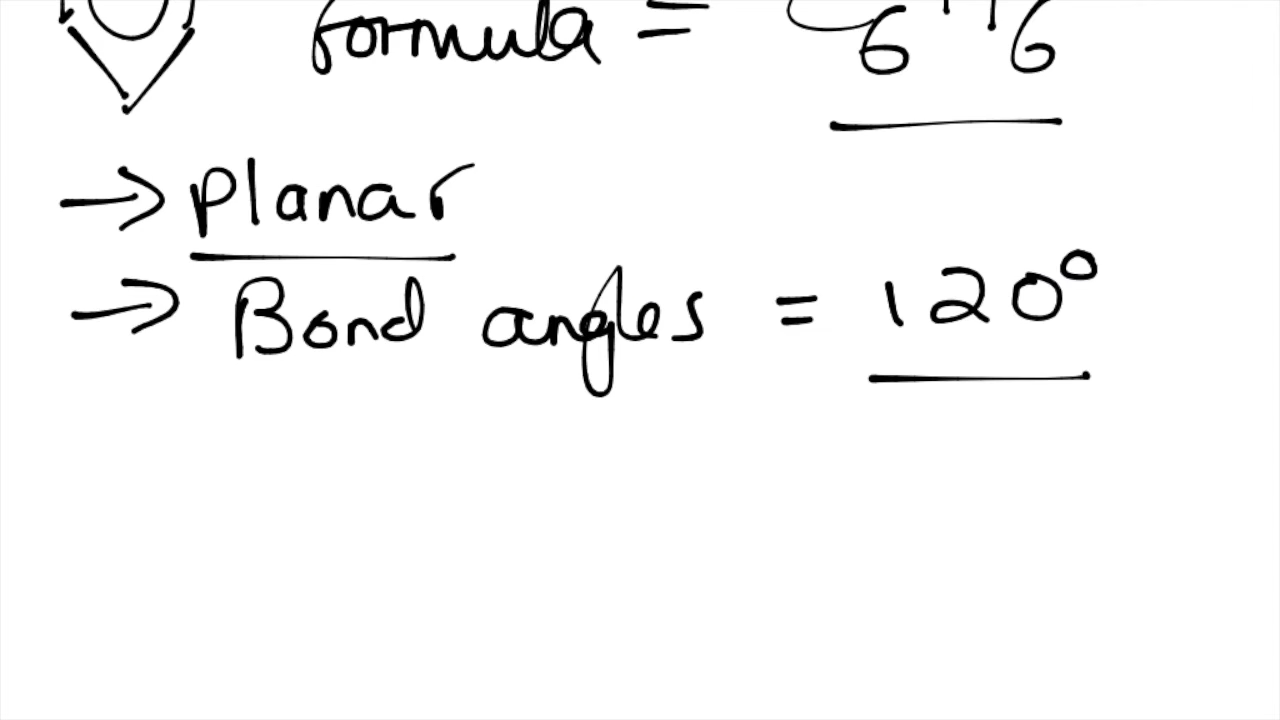 formula = C6H6
→ planar
→ Bond angles = 120°